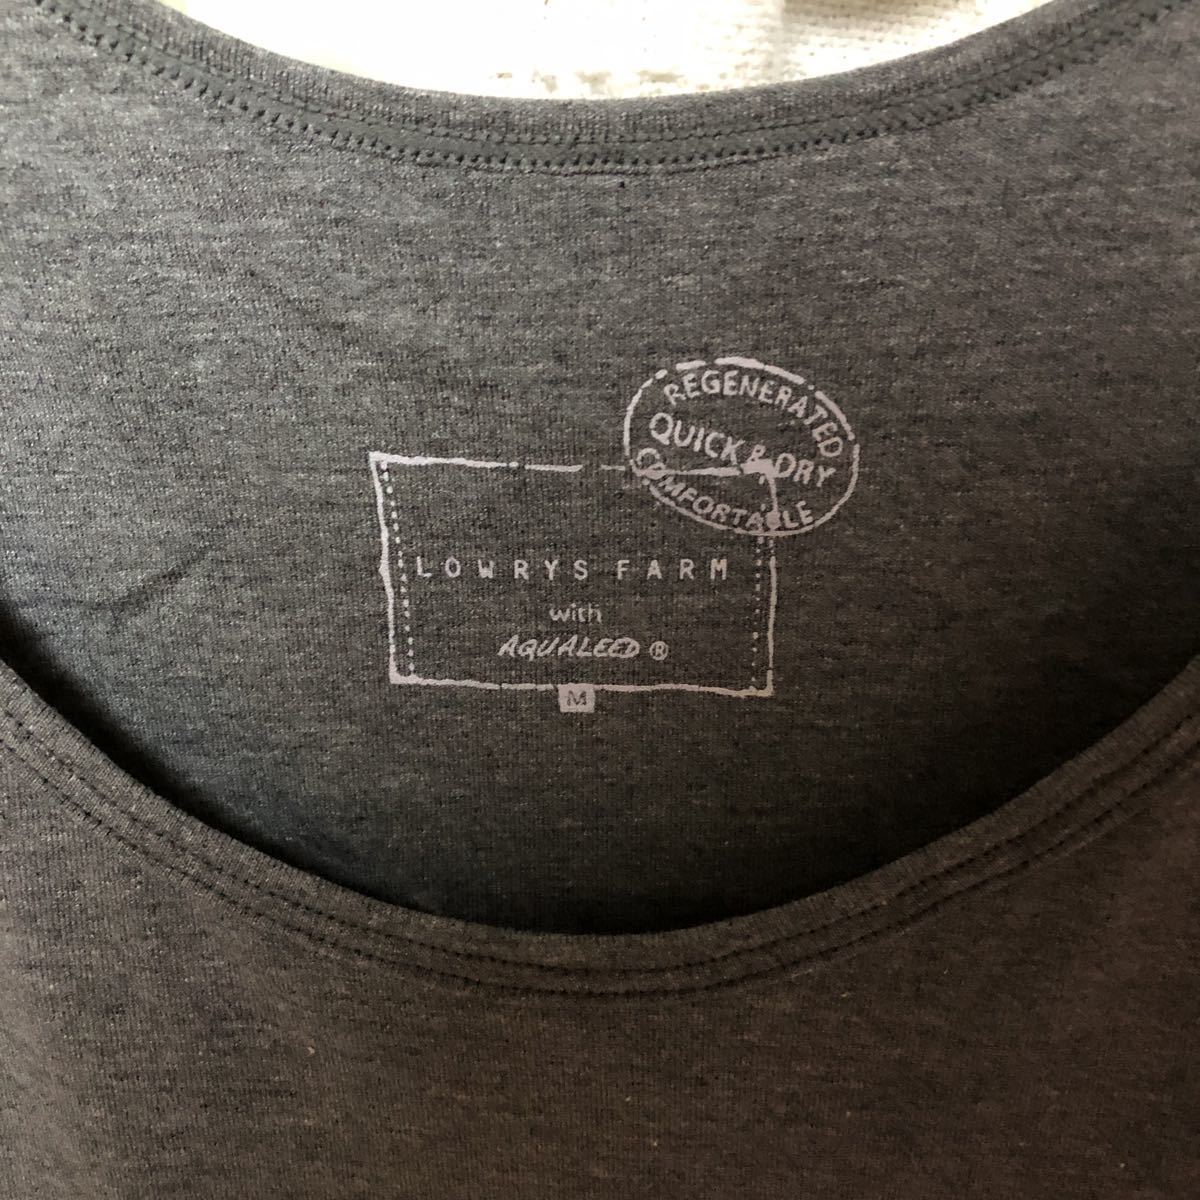 REGENERATED
QUICK & DRY
COMFORTABLE
LOWRYS FARM
with
AQUALEED ®
M